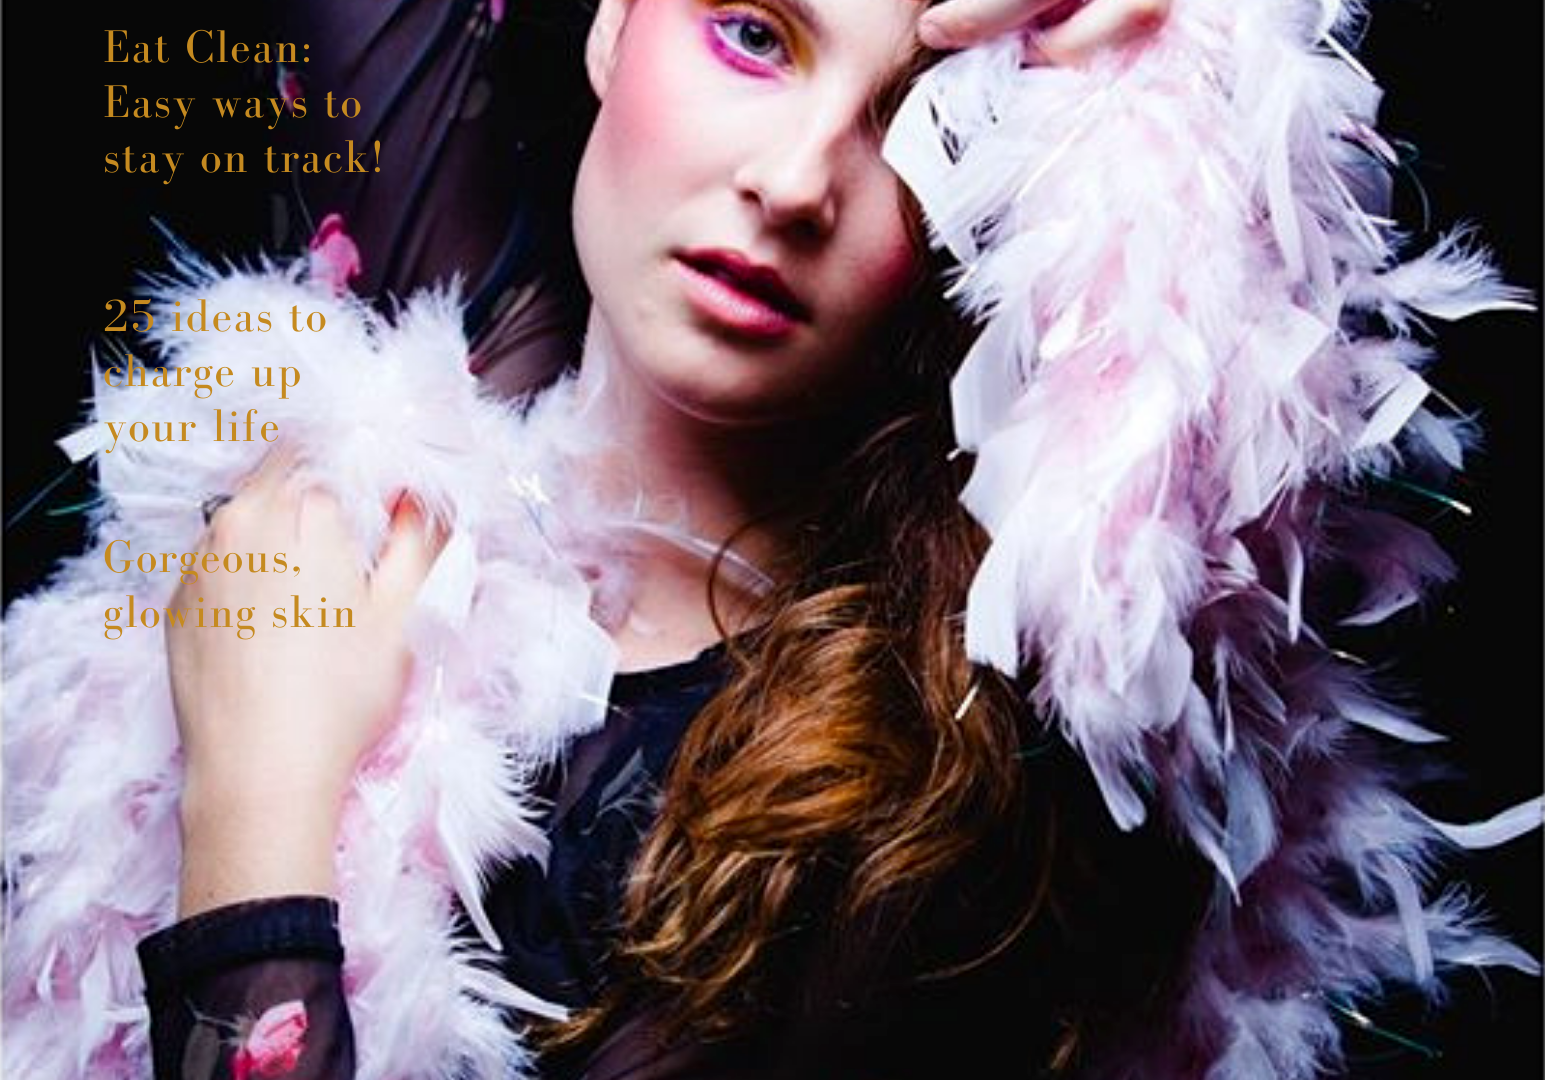 Eat Clean:
Easy ways to
stay on track!
25 ideas to
charge up
your life
Gorgeous,
glowing skin